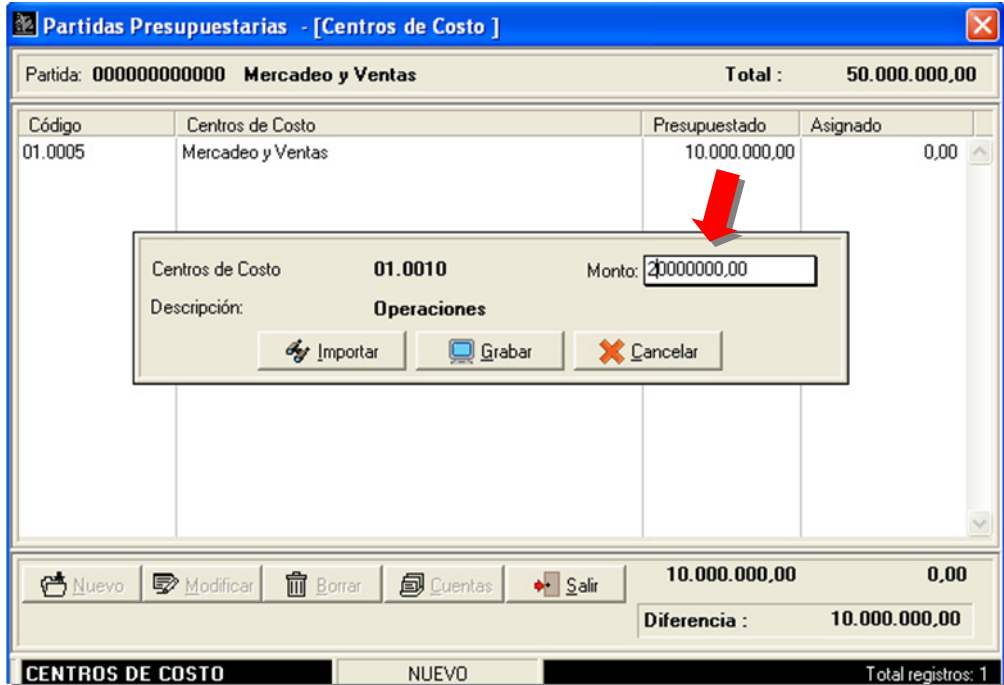 Partidas Presupuestarias - [Centros de Costo ]
Partida: 000000000000 Mercadeo y Ventas Total : 50.000.000,00
Código Centros de Costo Presupuestado Asignado
01.0005 Mercadeo y Ventas 10.000.000,00 0,00
Centros de Costo 01.0010 Monto: 20000000,00
Descripción: Operaciones
Importar Grabar Cancelar
Nuevo Modificar Borrar Cuentas Salir 10.000.000,00 0,00
Diferencia : 10.000.000,00
CENTROS DE COSTO NUEVO Total registros: 1